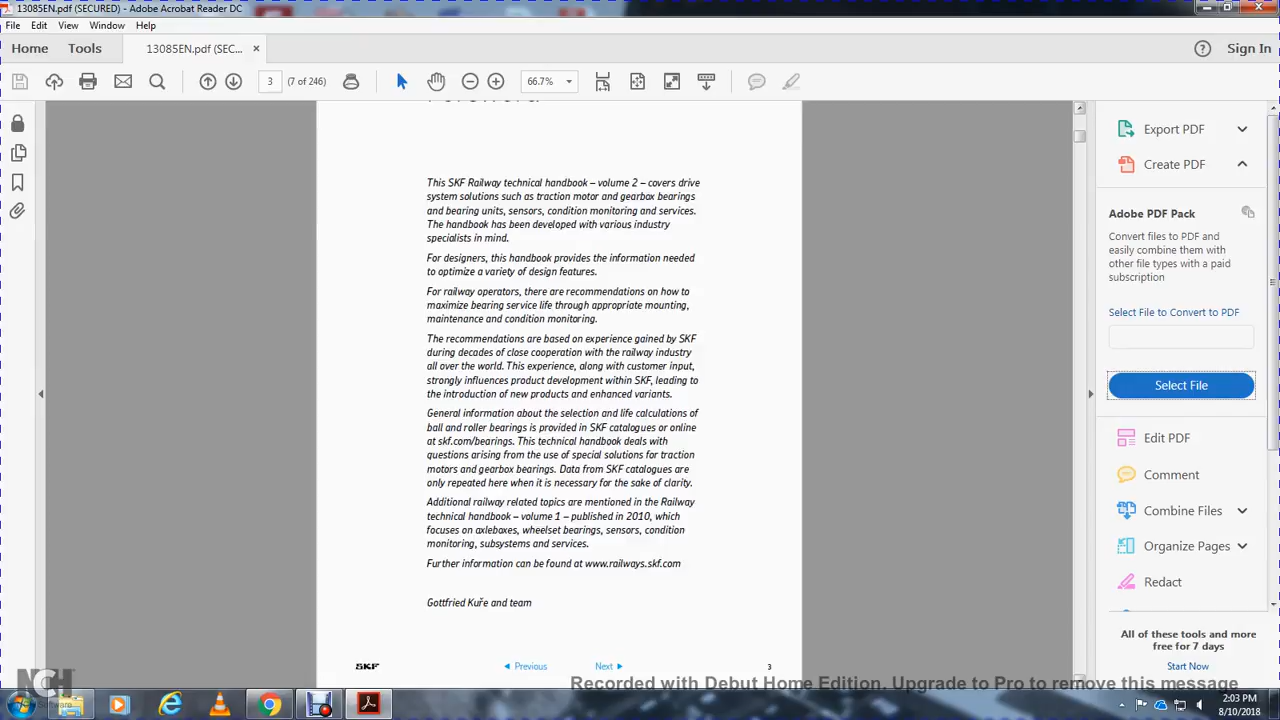 13085EN.pdf (SECURED) - Adobe Acrobat Reader DC
File Edit View Window Help
Home Tools 13085EN.pdf (SEC... × ? Sign In
3 (7 of 246) 66.7%
Foreword
This SKF Railway technical handbook – volume 2 – covers drive
system solutions such as traction motor and gearbox bearings
and bearing units, sensors, condition monitoring and services.
The handbook has been developed with various industry
specialists in mind.
For designers, this handbook provides the information needed
to optimize a variety of design features.
For railway operators, there are recommendations on how to
maximize bearing service life through appropriate mounting,
maintenance and condition monitoring.
The recommendations are based on experience gained by SKF
during decades of close cooperation with the railway industry
all over the world. This experience, along with customer input,
strongly influences product development within SKF, leading to
the introduction of new products and enhanced variants.
General information about the selection and life calculations of
ball and roller bearings is provided in SKF catalogues or online
at skf.com/bearings. This technical handbook deals with
questions arising from the use of special solutions for traction
motors and gearbox bearings. Data from SKF catalogues are
only repeated here when it is necessary for the sake of clarity.
Additional railway related topics are mentioned in the Railway
technical handbook – volume 1 – published in 2010, which
focuses on axleboxes, wheelset bearings, sensors, condition
monitoring, subsystems and services.
Further information can be found at www.railways.skf.com
Gottfried Kuře and team
SKF Previous Next 3
Export PDF
Create PDF
Adobe PDF Pack
Convert files to PDF and
easily combine them with
other file types with a paid
subscription
Select File to Convert to PDF
Select File
Edit PDF
Comment
Combine Files
Organize Pages
Redact
All of these tools and more
free for 7 days
Start Now
NCH
Software
Recorded with Debut Home Edition. Upgrade to Pro to remove this message
2:03 PM
8/10/2018